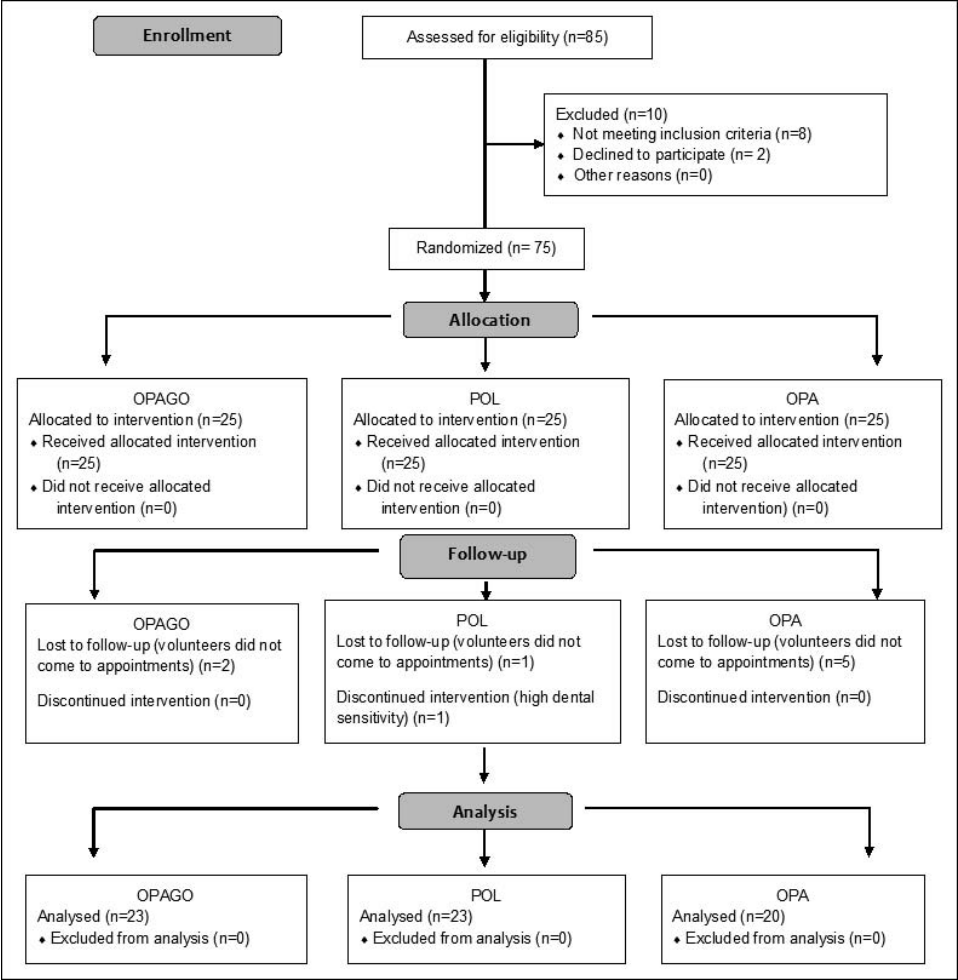 Enrollment
Assessed for eligibility (n=85)
Excluded (n=10)
♦ Not meeting inclusion criteria (n=8)
♦ Declined to participate (n= 2)
♦ Other reasons (n=0)
Randomized (n= 75)
Allocation
OPAGO
Allocated to intervention (n=25)
♦ Received allocated intervention
(n=25)
♦ Did not receive allocated
intervention (n=0)
POL
Allocated to intervention (n=25)
♦ Received allocated intervention
(n=25)
♦ Did not receive allocated
intervention (n=0)
OPA
Allocated to intervention (n=25)
♦ Received allocated intervention
(n=25)
♦ Did not receive allocated
intervention) (n=0)
Follow-up
OPAGO
Lost to follow-up (volunteers did not
come to appointments) (n=2)
Discontinued intervention (n=0)
POL
Lost to follow-up (volunteers did not
come to appointments) (n=1)
Discontinued intervention (high dental
sensitivity) (n=1)
OPA
Lost to follow-up (volunteers did not
come to appointments) (n=5)
Discontinued intervention (n=0)
Analysis
OPAGO
Analysed (n=23)
♦ Excluded from analysis (n=0)
POL
Analysed (n=23)
♦ Excluded from analysis (n=0)
OPA
Analysed (n=20)
♦ Excluded from analysis (n=0)